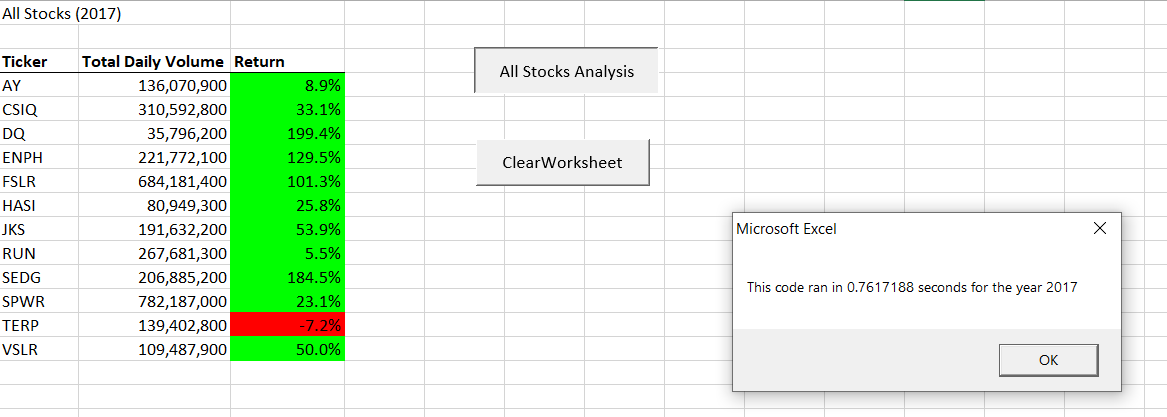 All Stocks (2017)
Ticker Total Daily Volume Return
AY 136,070,900 8.9%
CSIQ 310,592,800 33.1%
DQ 35,796,200 199.4%
ENPH 221,772,100 129.5%
FSLR 684,181,400 101.3%
HASI 80,949,300 25.8%
JKS 191,632,200 53.9%
RUN 267,681,300 5.5%
SEDG 206,885,200 184.5%
SPWR 782,187,000 23.1%
TERP 139,402,800 -7.2%
VSLR 109,487,900 50.0%
All Stocks Analysis
ClearWorksheet
Microsoft Excel
This code ran in 0.7617188 seconds for the year 2017
OK